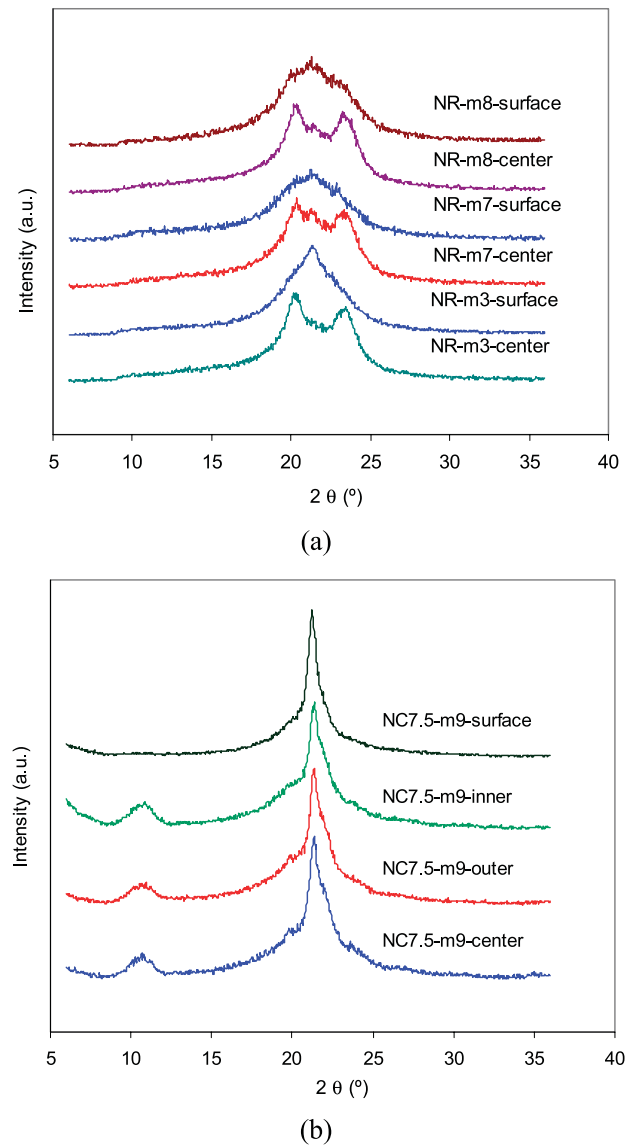 NR-m8-surface
NR-m8-center
NR-m7-surface
NR-m7-center
NR-m3-surface
NR-m3-center
Intensity (a.u.)
5 10 15 20 25 30 35 40
2 θ (º)
(a)
NC7.5-m9-surface
NC7.5-m9-inner
NC7.5-m9-outer
NC7.5-m9-center
Intensity (a.u.)
5 10 15 20 25 30 35 40
2 θ (º)
(b)